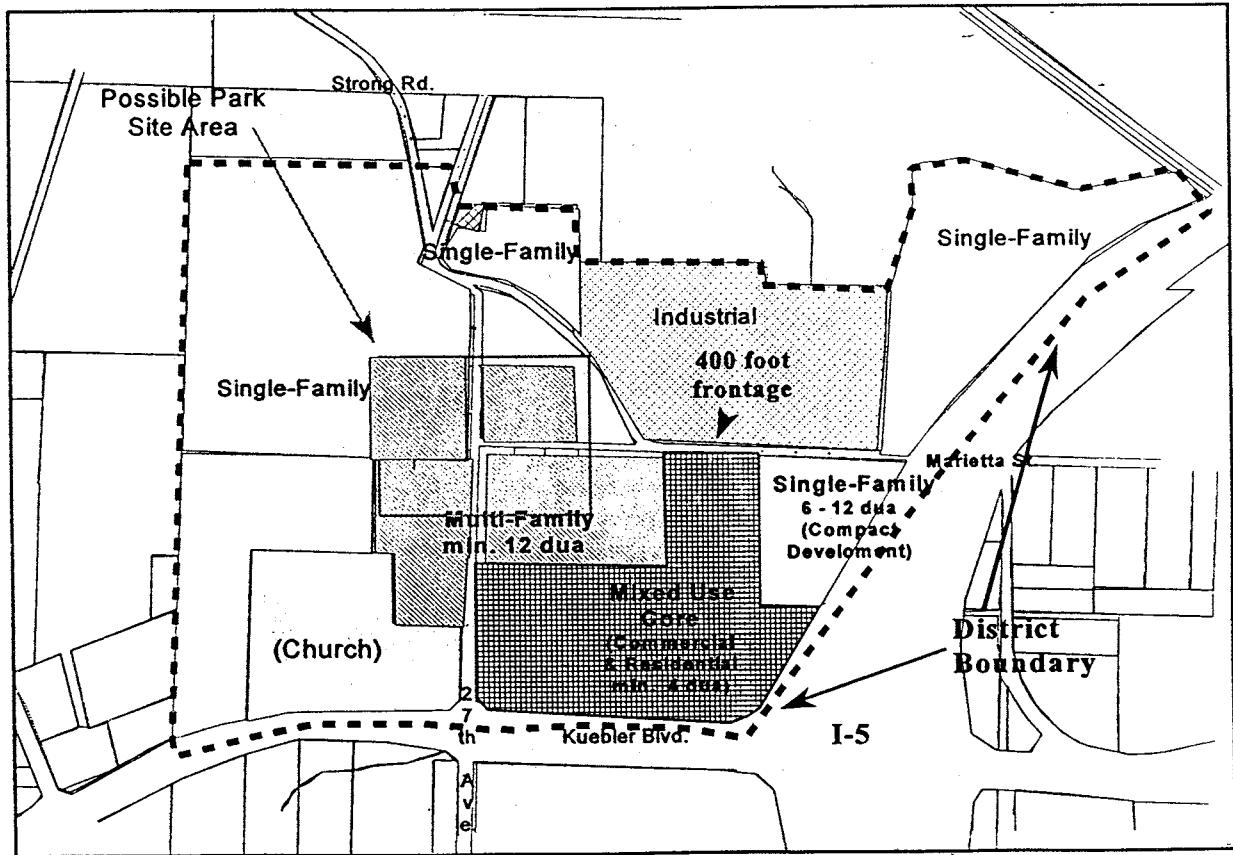 Strong Rd.
Possible Park
Site Area
Single-Family
Single-Family
Industrial
400 foot
frontage
Single-Family
Marietta St.
Single-Family
6 - 12 dua
(Compact
Develoment)
Multi-Family
min. 12 dua
Mixed Use
Core
(Commercial
& Residential
min. 4 dua)
(Church)
District
Boundary
27th Ave
Kuebler Blvd.
I-5